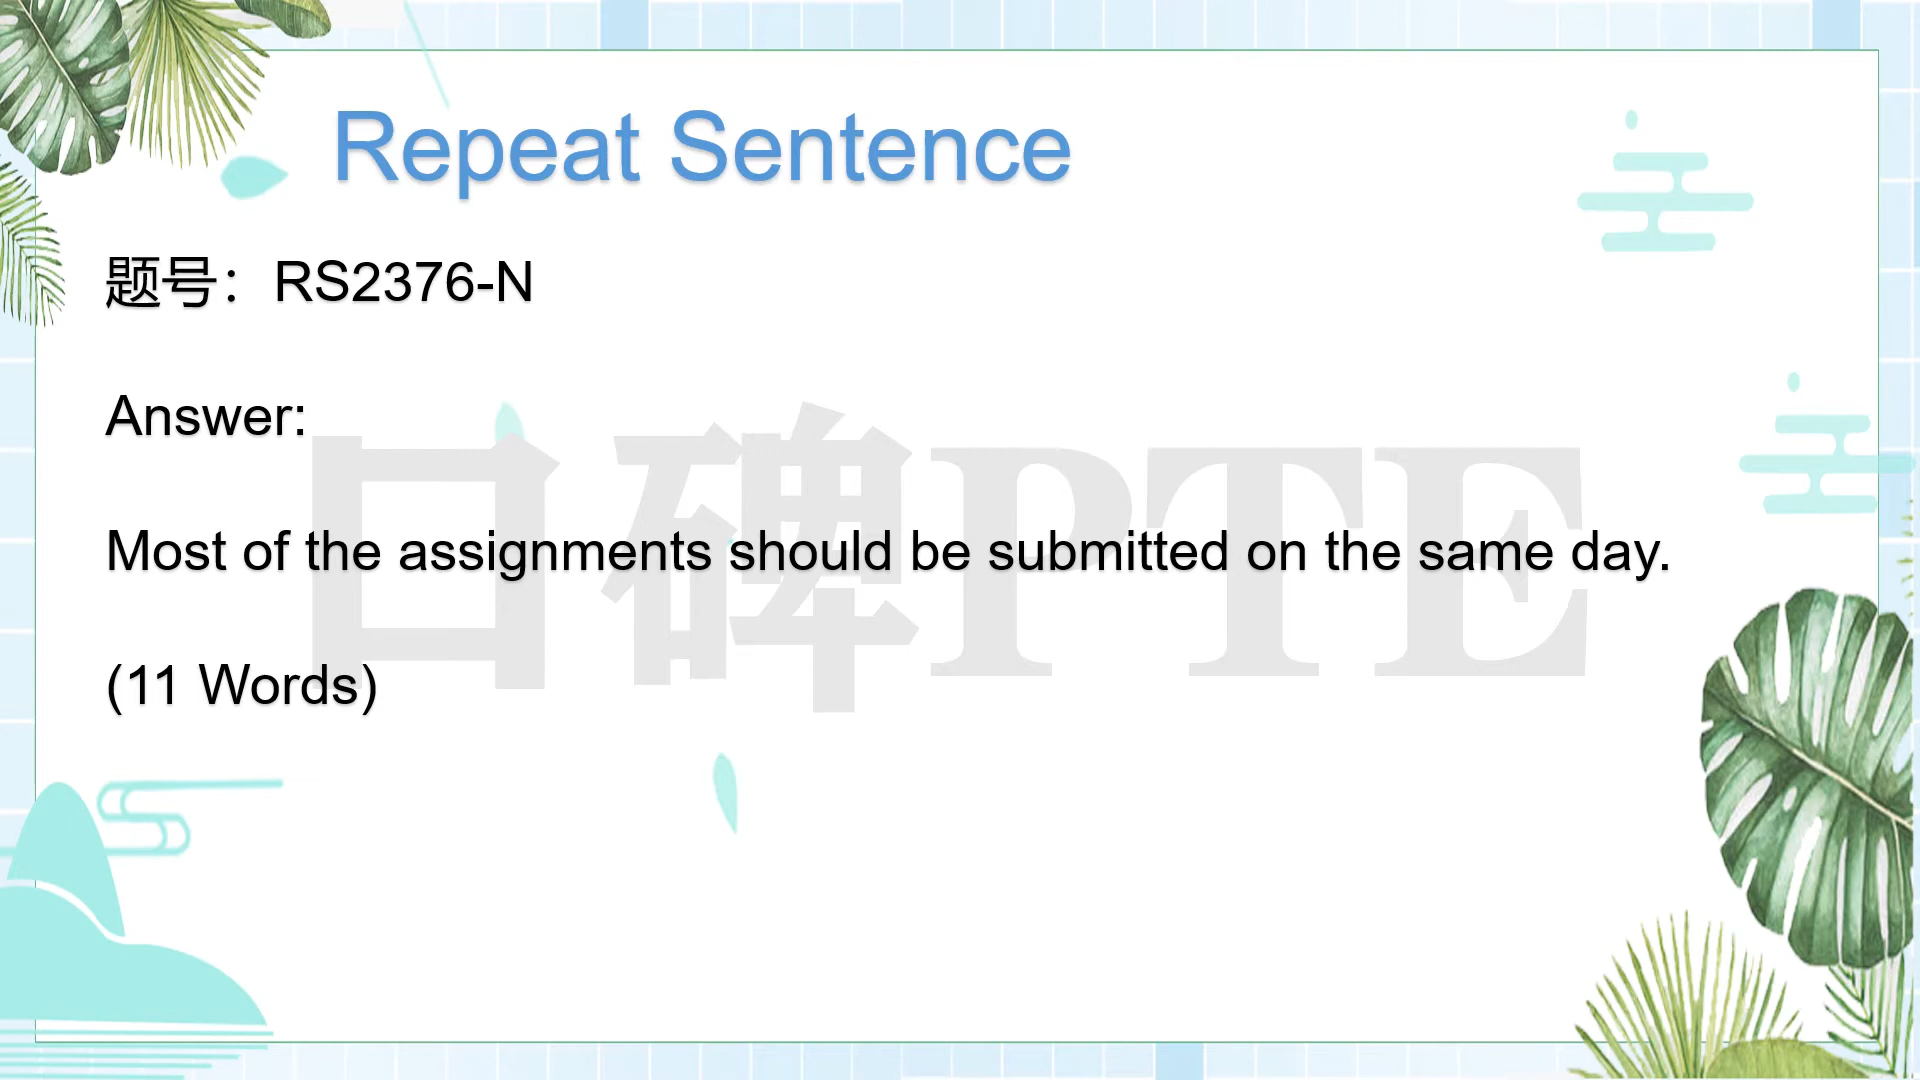 Repeat Sentence
题号：RS2376-N
Answer:
口碑PTE
Most of the assignments should be submitted on the same day.
(11 Words)